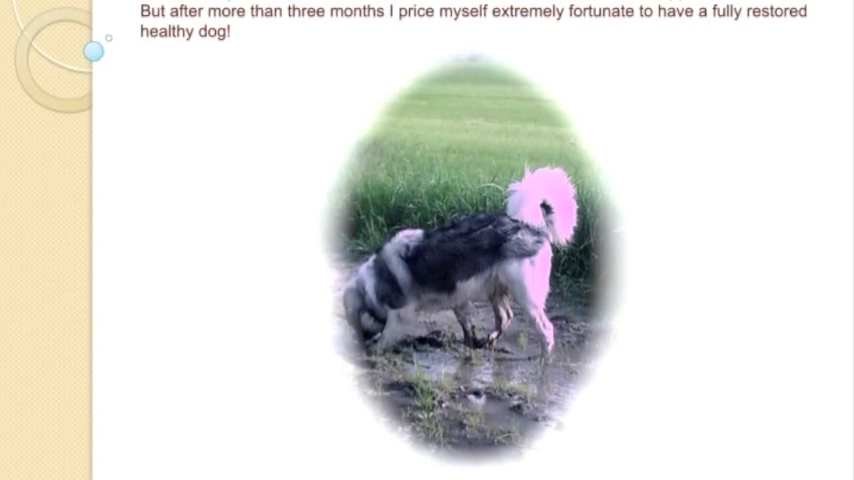 But after more than three months I price myself extremely fortunate to have a fully restored
healthy dog!